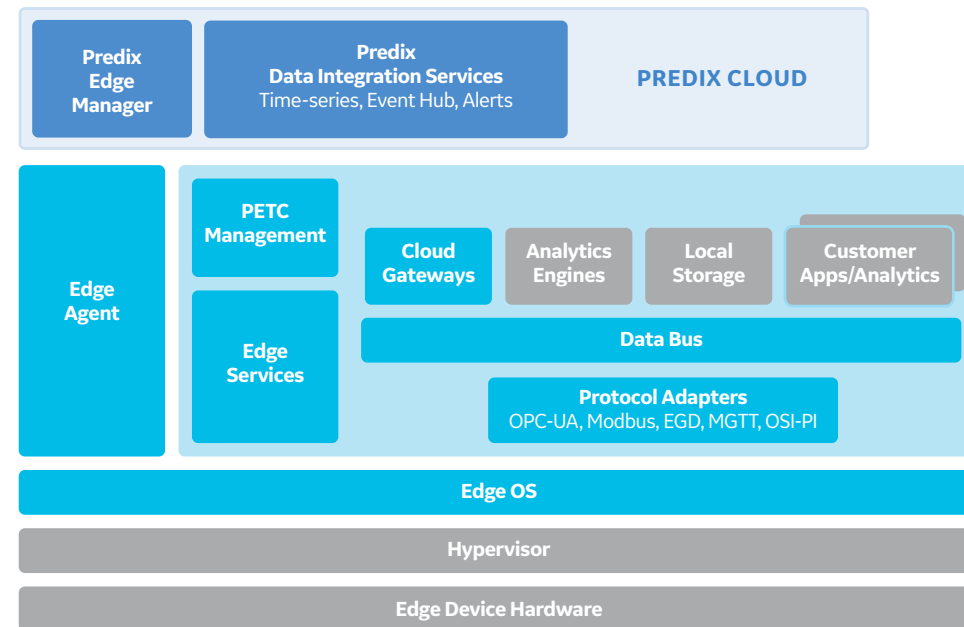 Predix
Edge
Manager
Predix
Data Integration Services
Time-series, Event Hub, Alerts
PREDIX CLOUD
Edge
Agent
PETC
Management
Edge
Services
Cloud
Gateways
Analytics
Engines
Local
Storage
Customer
Apps/Analytics
Data Bus
Protocol Adapters
OPC-UA, Modbus, EGD, MGTT, OSI-PI
Edge OS
Hypervisor
Edge Device Hardware